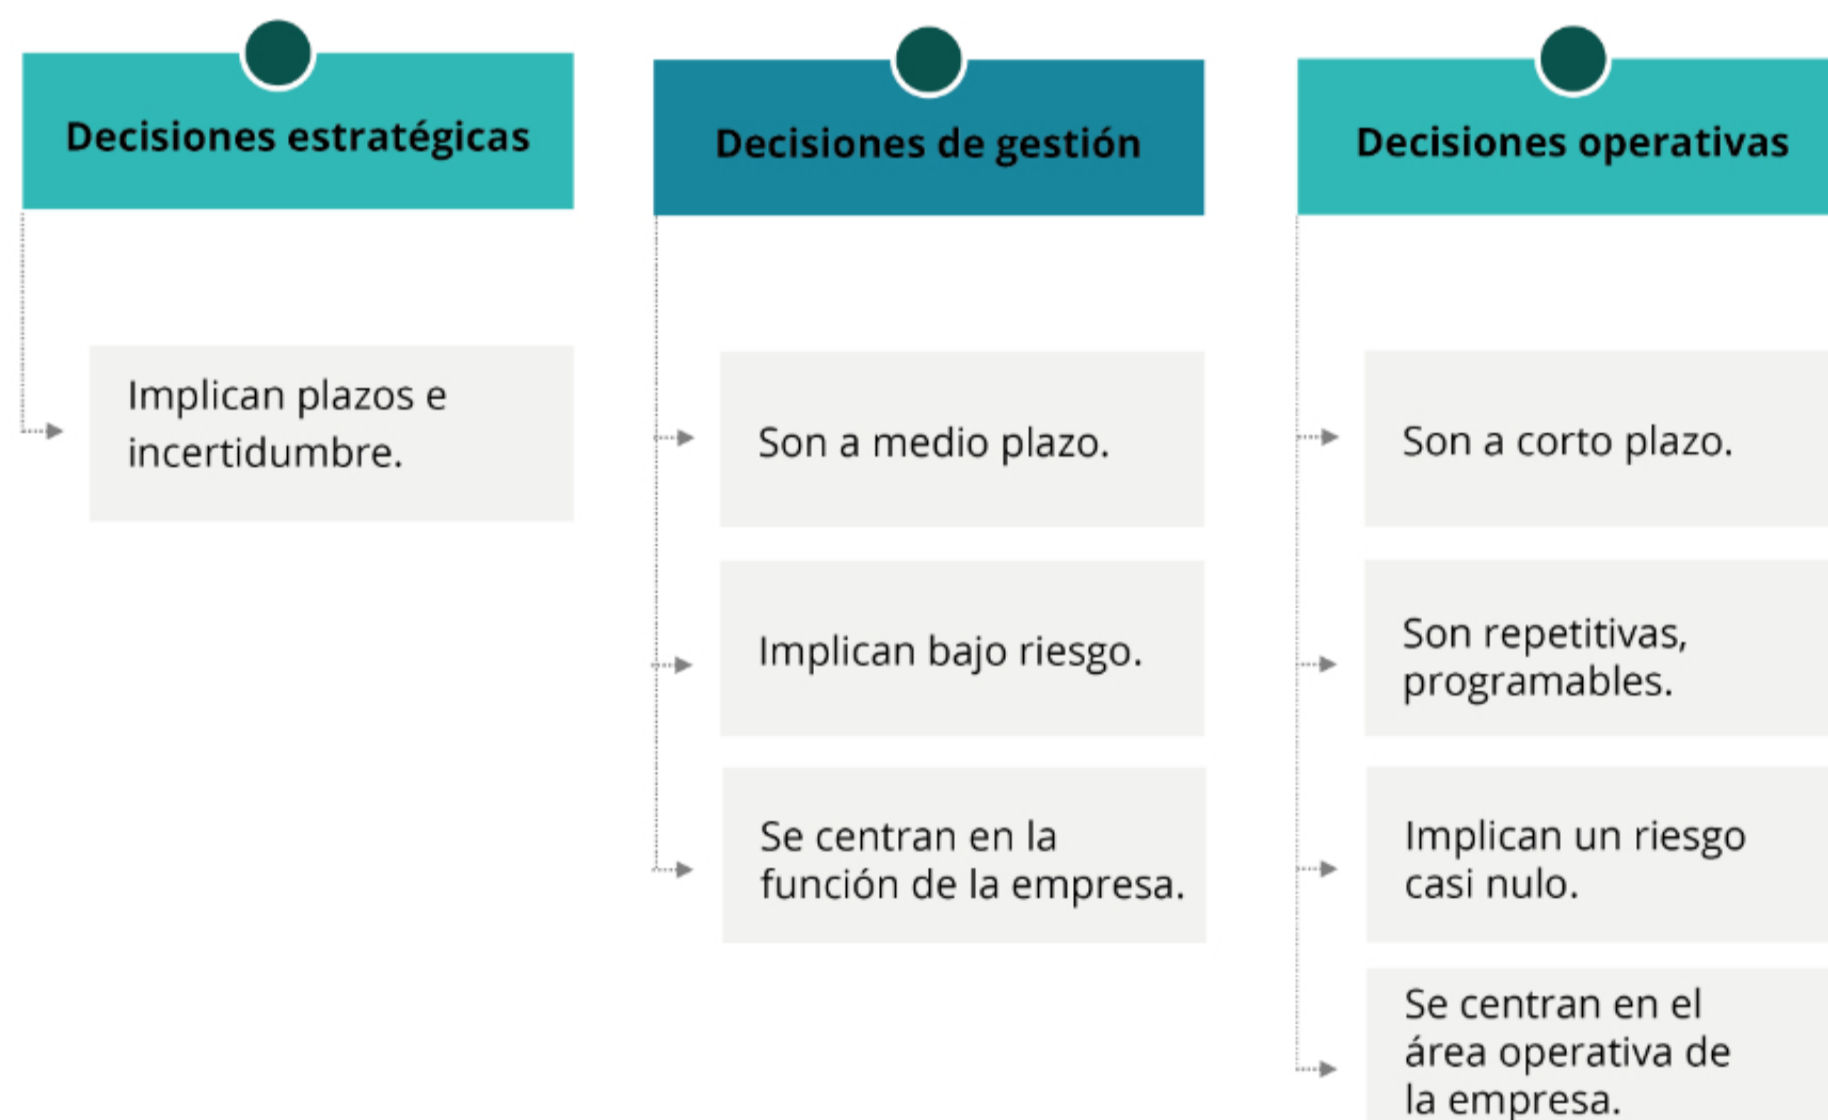 Decisiones estratégicas
Implican plazos e
incertidumbre.
Decisiones de gestión
Son a medio plazo.
Implican bajo riesgo.
Se centran en la
función de la empresa.
Decisiones operativas
Son a corto plazo.
Son repetitivas,
programables.
Implican un riesgo
casi nulo.
Se centran en el
área operativa de
la empresa.